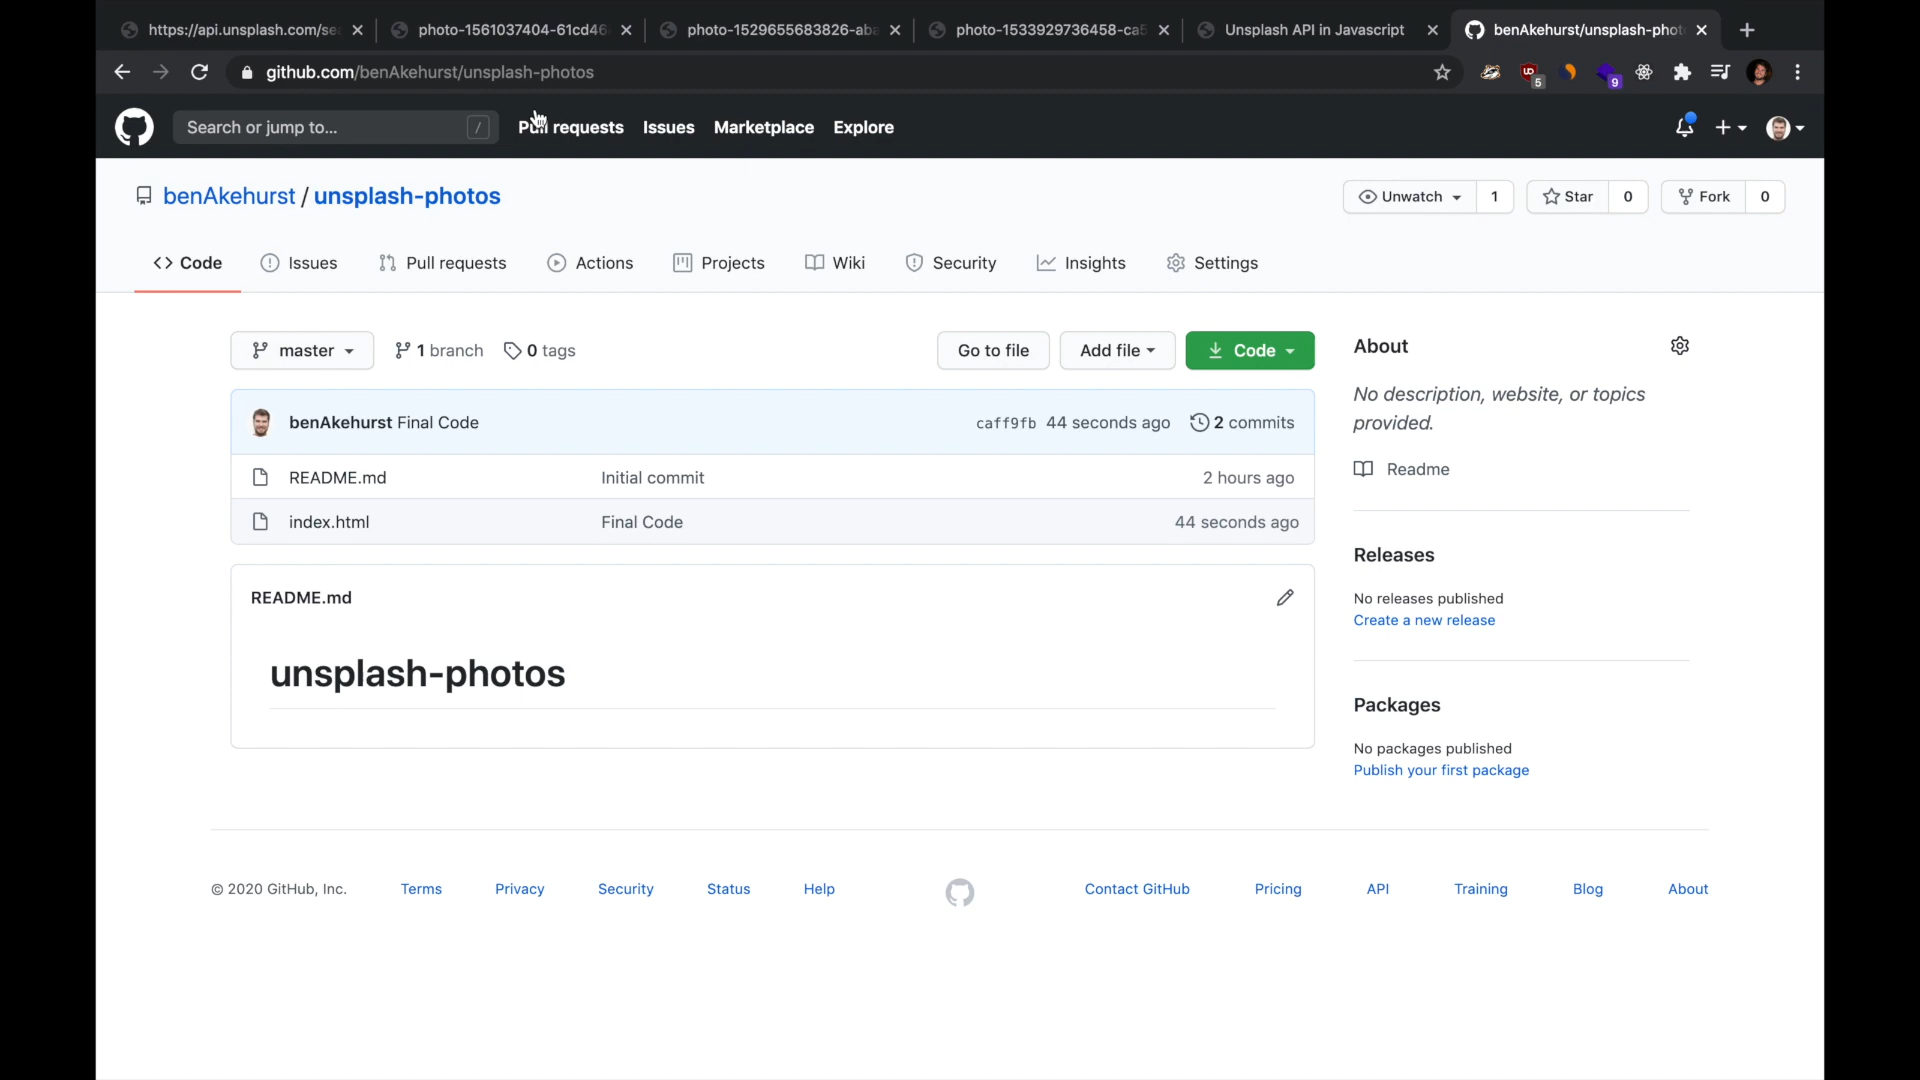 https://api.unsplash.com/se
photo-1561037404-61cd46
photo-1529655683826-aba
photo-1533929736458-ca5
Unsplash API in Javascript
benAkehurst/unsplash-phot
github.com/benAkehurst/unsplash-photos
5
9
Search or jump to...
/
Pull requests
Issues
Marketplace
Explore
benAkehurst / unsplash-photos
Unwatch
1
Star
0
Fork
0
Code
Issues
Pull requests
Actions
Projects
Wiki
Security
Insights
Settings
master
1 branch
0 tags
Go to file
Add file
Code
benAkehurst Final Code
caff9fb 44 seconds ago
2 commits
README.md
Initial commit
2 hours ago
index.html
Final Code
44 seconds ago
README.md
unsplash-photos
About
No description, website, or topics
provided.
Readme
Releases
No releases published
Create a new release
Packages
No packages published
Publish your first package
© 2020 GitHub, Inc.
Terms
Privacy
Security
Status
Help
Contact GitHub
Pricing
API
Training
Blog
About